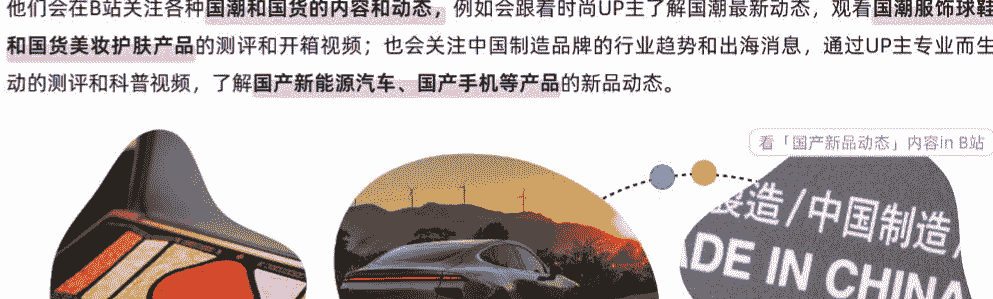 他们会在B站关注各种国潮和国货的内容和动态，例如会跟着时尚UP主了解国潮最新动态，观看国潮服饰球鞋
和国货美妆护肤产品的测评和开箱视频；也会关注中国制造品牌的行业趋势和出海消息，通过UP主专业而生
动的测评和科普视频，了解国产新能源汽车、国产手机等产品的新品动态。
看「国产新品动态」内容in B站
製造/中国制造/
ADE IN CHINA